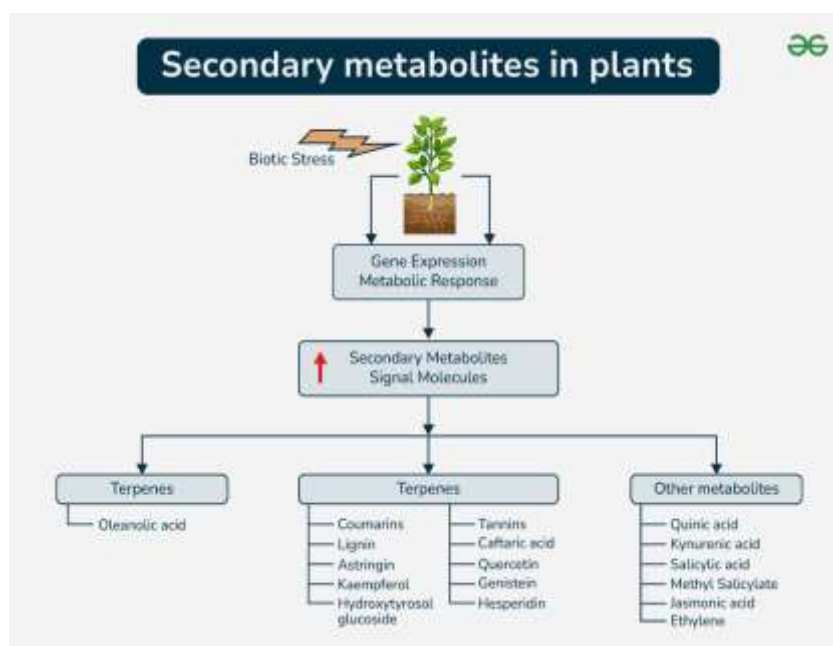 Secondary metabolites in plants
Biotic Stress
Gene Expression
Metabolic Response
Secondary Metabolites
Signal Molecules
Terpenes
Oleanolic acid
Terpenes
Coumarins
Lignin
Astringin
Kaempferol
Hydroxytyrosol
glucoside
Tannins
Caftaric acid
Quercetin
Genistein
Hesperidin
Other metabolites
Quinic acid
Kynurenic acid
Salicylic acid
Methyl Salicylate
Jasmonic acid
Ethylene